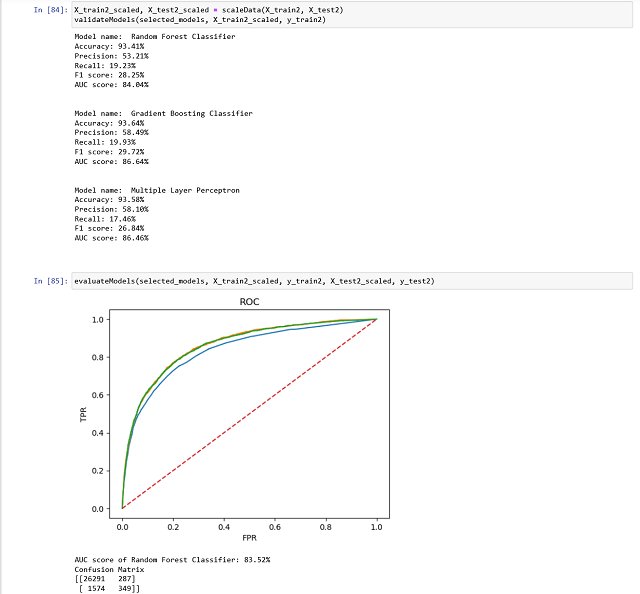 In [84]: X_train2_scaled, X_test2_scaled = scaleData(X_train2, X_test2)
validateModels(selected_models, X_train2_scaled, y_train2)
Model name:  Random Forest Classifier
Accuracy: 93.41%
Precision: 53.21%
Recall: 19.23%
F1 score: 28.25%
AUC score: 84.04%
Model name:  Gradient Boosting Classifier
Accuracy: 93.64%
Precision: 58.49%
Recall: 19.93%
F1 score: 29.72%
AUC score: 86.64%
Model name:  Multiple Layer Perceptron
Accuracy: 93.58%
Precision: 58.10%
Recall: 17.46%
F1 score: 26.84%
AUC score: 86.46%
In [85]: evaluateModels(selected_models, X_train2_scaled, y_train2, X_test2_scaled, y_test2)
ROC
1.0
0.8
0.6
TPR
0.4
0.2
0.0
0.0 0.2 0.4 0.6 0.8 1.0
FPR
AUC score of Random Forest Classifier: 83.52%
Confusion Matrix
[[26291   287]
 [ 1574   349]]